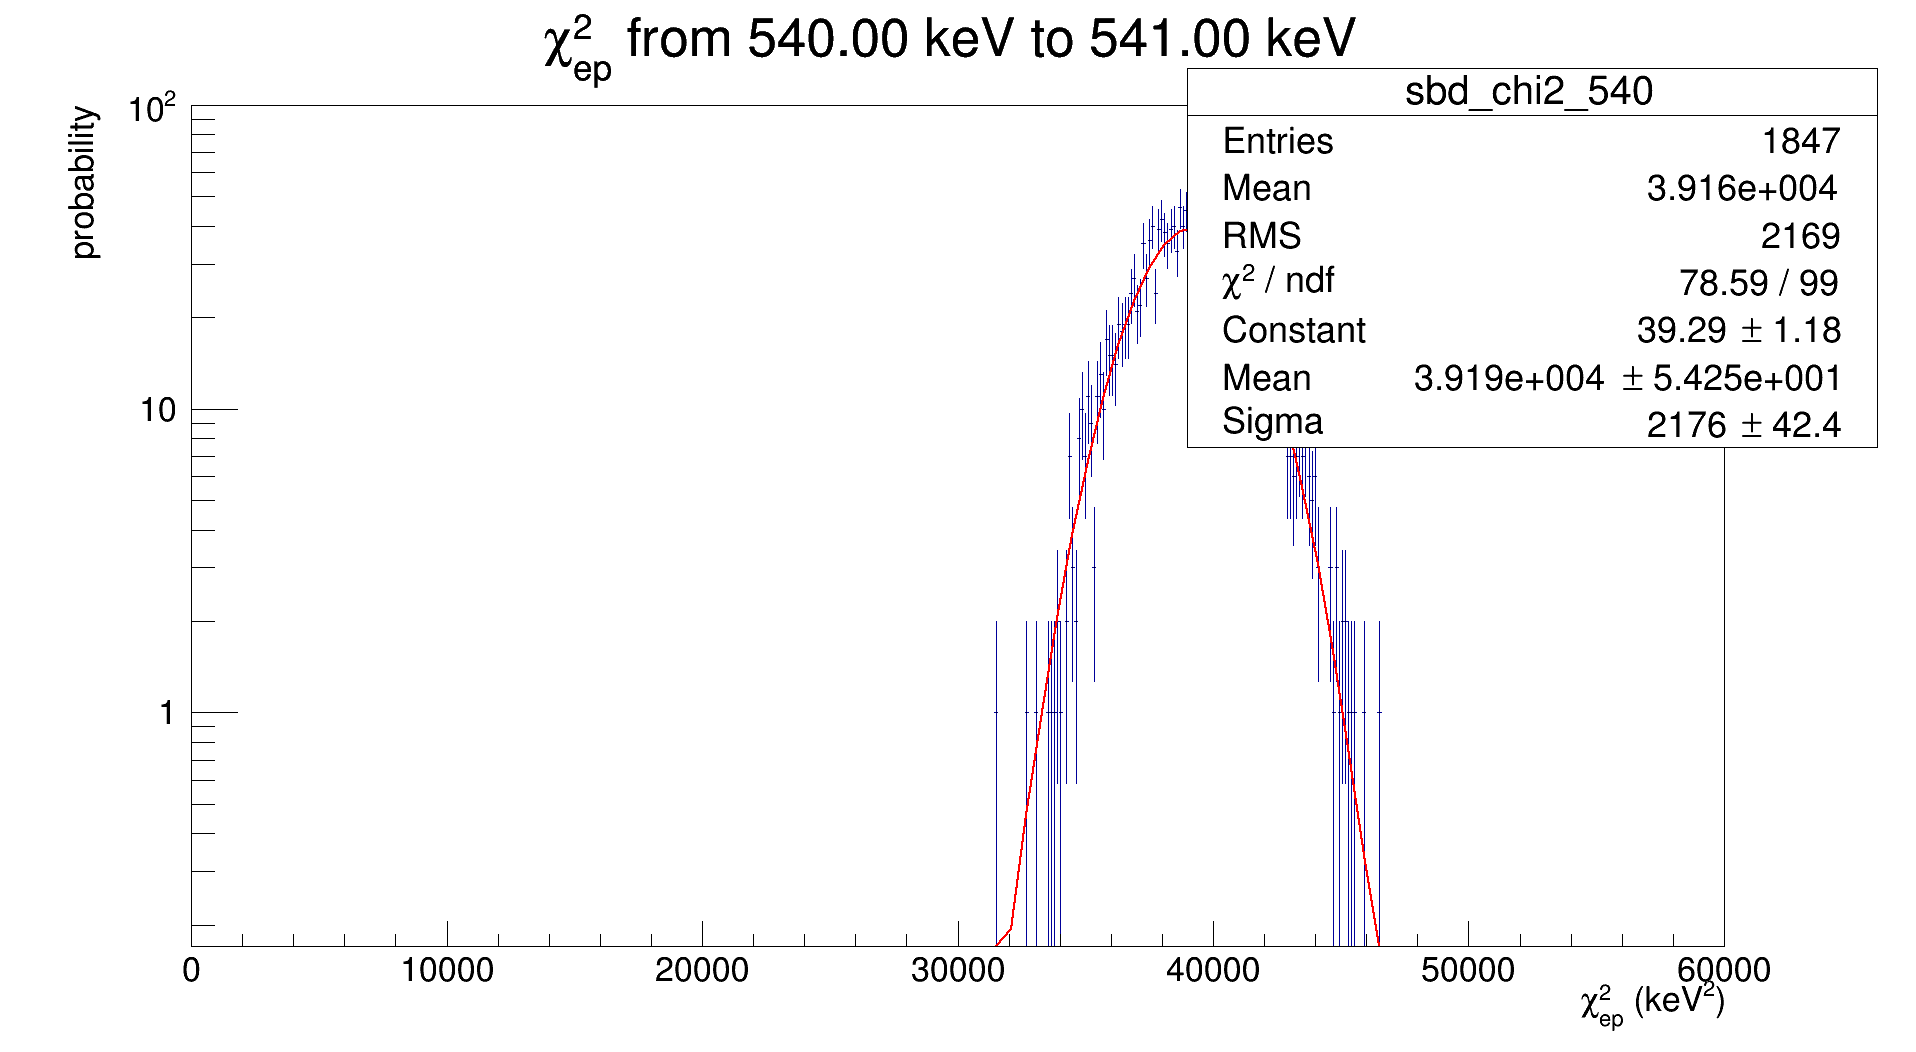 χ²ep from 540.00 keV to 541.00 keV
sbd_chi2_540
Entries 1847
Mean 3.916e+004
RMS 2169
χ² / ndf 78.59 / 99
Constant 39.29 ± 1.18
Mean 3.919e+004 ± 5.425e+001
Sigma 2176 ± 42.4
probability
10²
10
1
0 10000 20000 30000 40000 50000 60000
χ²ep (keV²)